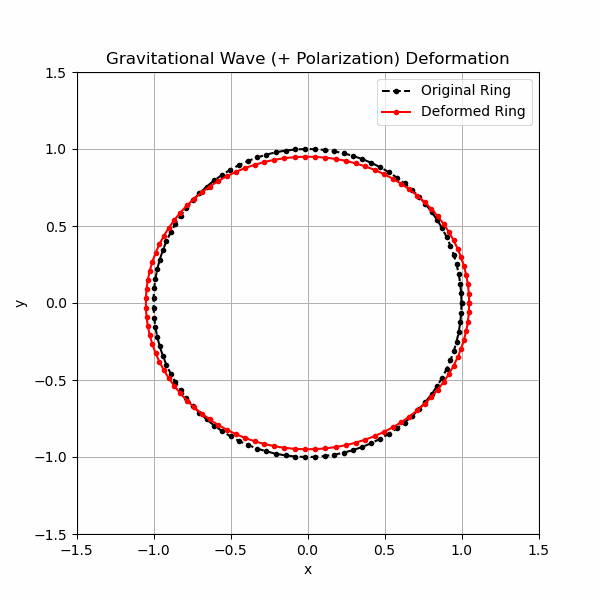 Gravitational Wave (+ Polarization) Deformation
Original Ring
Deformed Ring
1.5
1.0
0.5
0.0
−0.5
−1.0
−1.5
y
−1.5 −1.0 −0.5 0.0 0.5 1.0 1.5
x